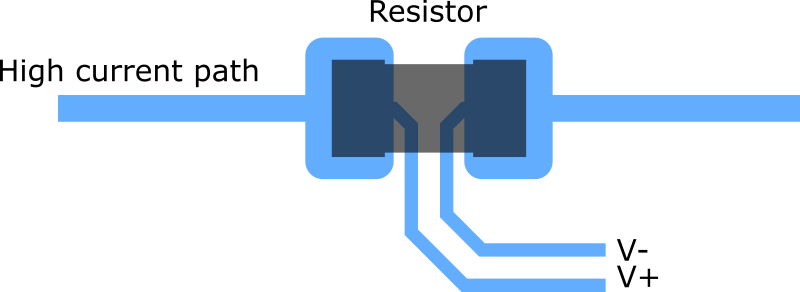 Resistor
High current path
V-
V+